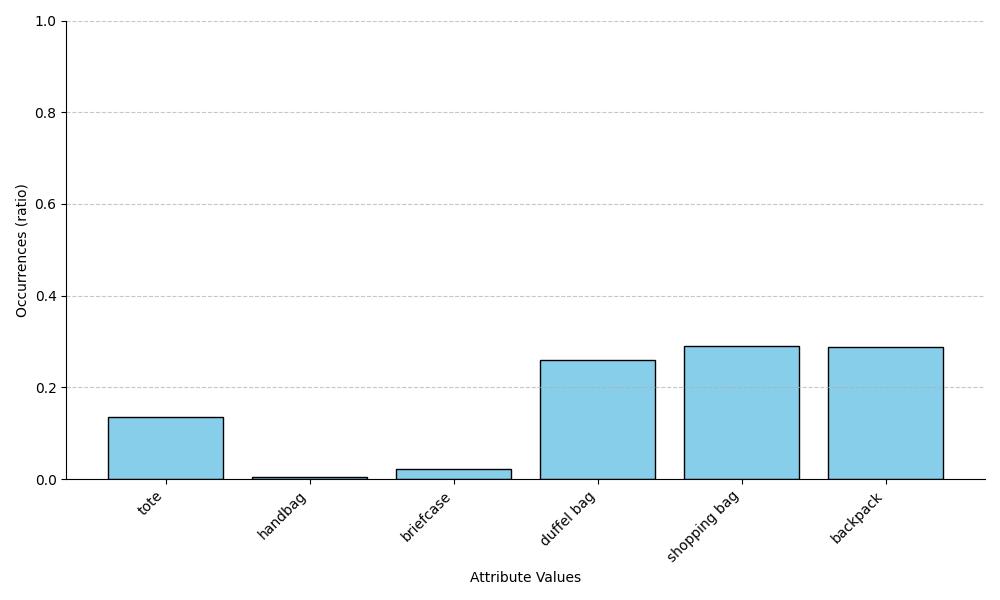 1.0
0.8
0.6
0.4
0.2
0.0
Occurrences (ratio)
tote
handbag
briefcase
duffel bag
shopping bag
backpack
Attribute Values